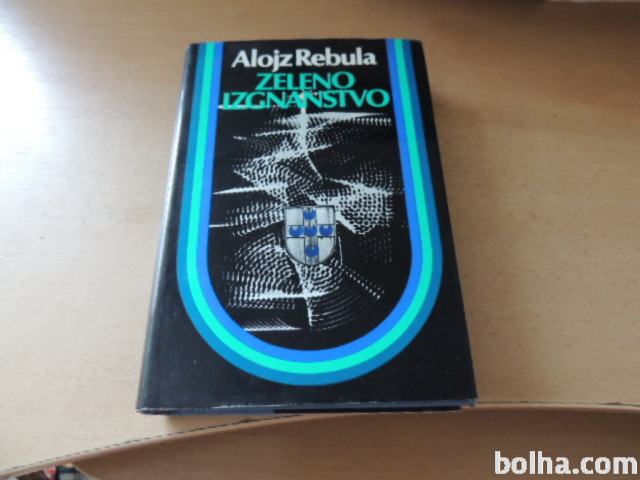 Alojz Rebula
ZELENO
IZGNANSTVO
bolha.com